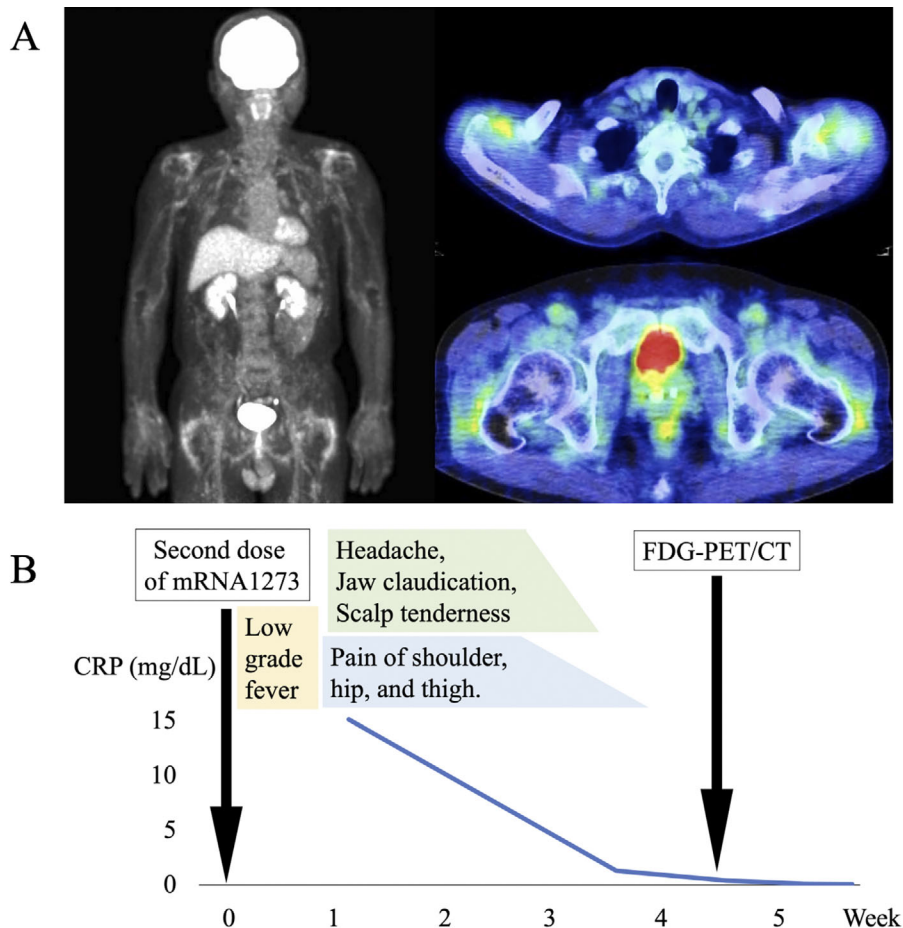 A
B
Second dose
of mRNA1273
Headache,
Jaw claudication,
Scalp tenderness
FDG-PET/CT
Low
grade
fever
Pain of shoulder,
hip, and thigh.
CRP (mg/dL)
15
10
5
0
0 1 2 3 4 5 Week